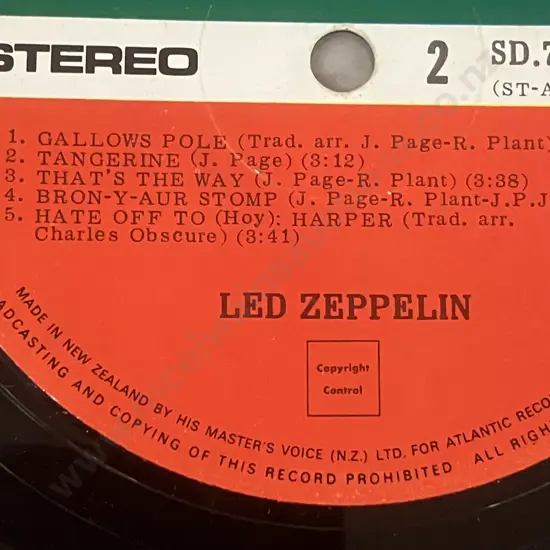 STEREO
2
SD.7
(ST-A
1. GALLOWS POLE (Trad. arr. J. Page-R. Plant)
2. TANGERINE (J. Page) (3:12)
3. THAT'S THE WAY (J. Page-R. Plant) (3:38)
4. BRON-Y-AUR STOMP (J. Page-R. Plant-J.P.J
5. HATE OFF TO (Hoy): HARPER (Trad. arr.
Charles Obscure) (3:41)
LED ZEPPELIN
Copyright
Control
MADE IN NEW ZEALAND BY HIS MASTER'S VOICE (N.Z.) LTD. FOR ATLANTIC RECO
ADCASTING AND COPYING OF THIS RECORD PROHIBITED ALL RIGH